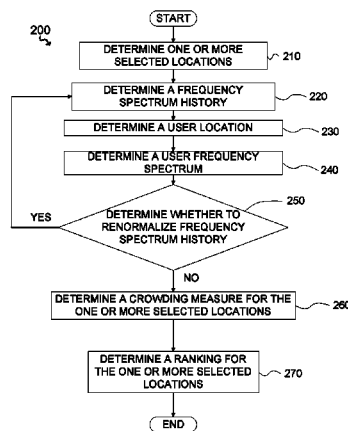 200
START
DETERMINE ONE OR MORE
SELECTED LOCATIONS
210
DETERMINE A FREQUENCY
SPECTRUM HISTORY
220
DETERMINE A USER LOCATION
230
DETERMINE A USER FREQUENCY
SPECTRUM
240
250
YES
DETERMINE WHETHER TO
RENORMALIZE FREQUENCY
SPECTRUM HISTORY
NO
DETERMINE A CROWDING MEASURE FOR THE
ONE OR MORE SELECTED LOCATIONS
260
DETERMINE A RANKING FOR
THE ONE OR MORE SELECTED
LOCATIONS
270
END